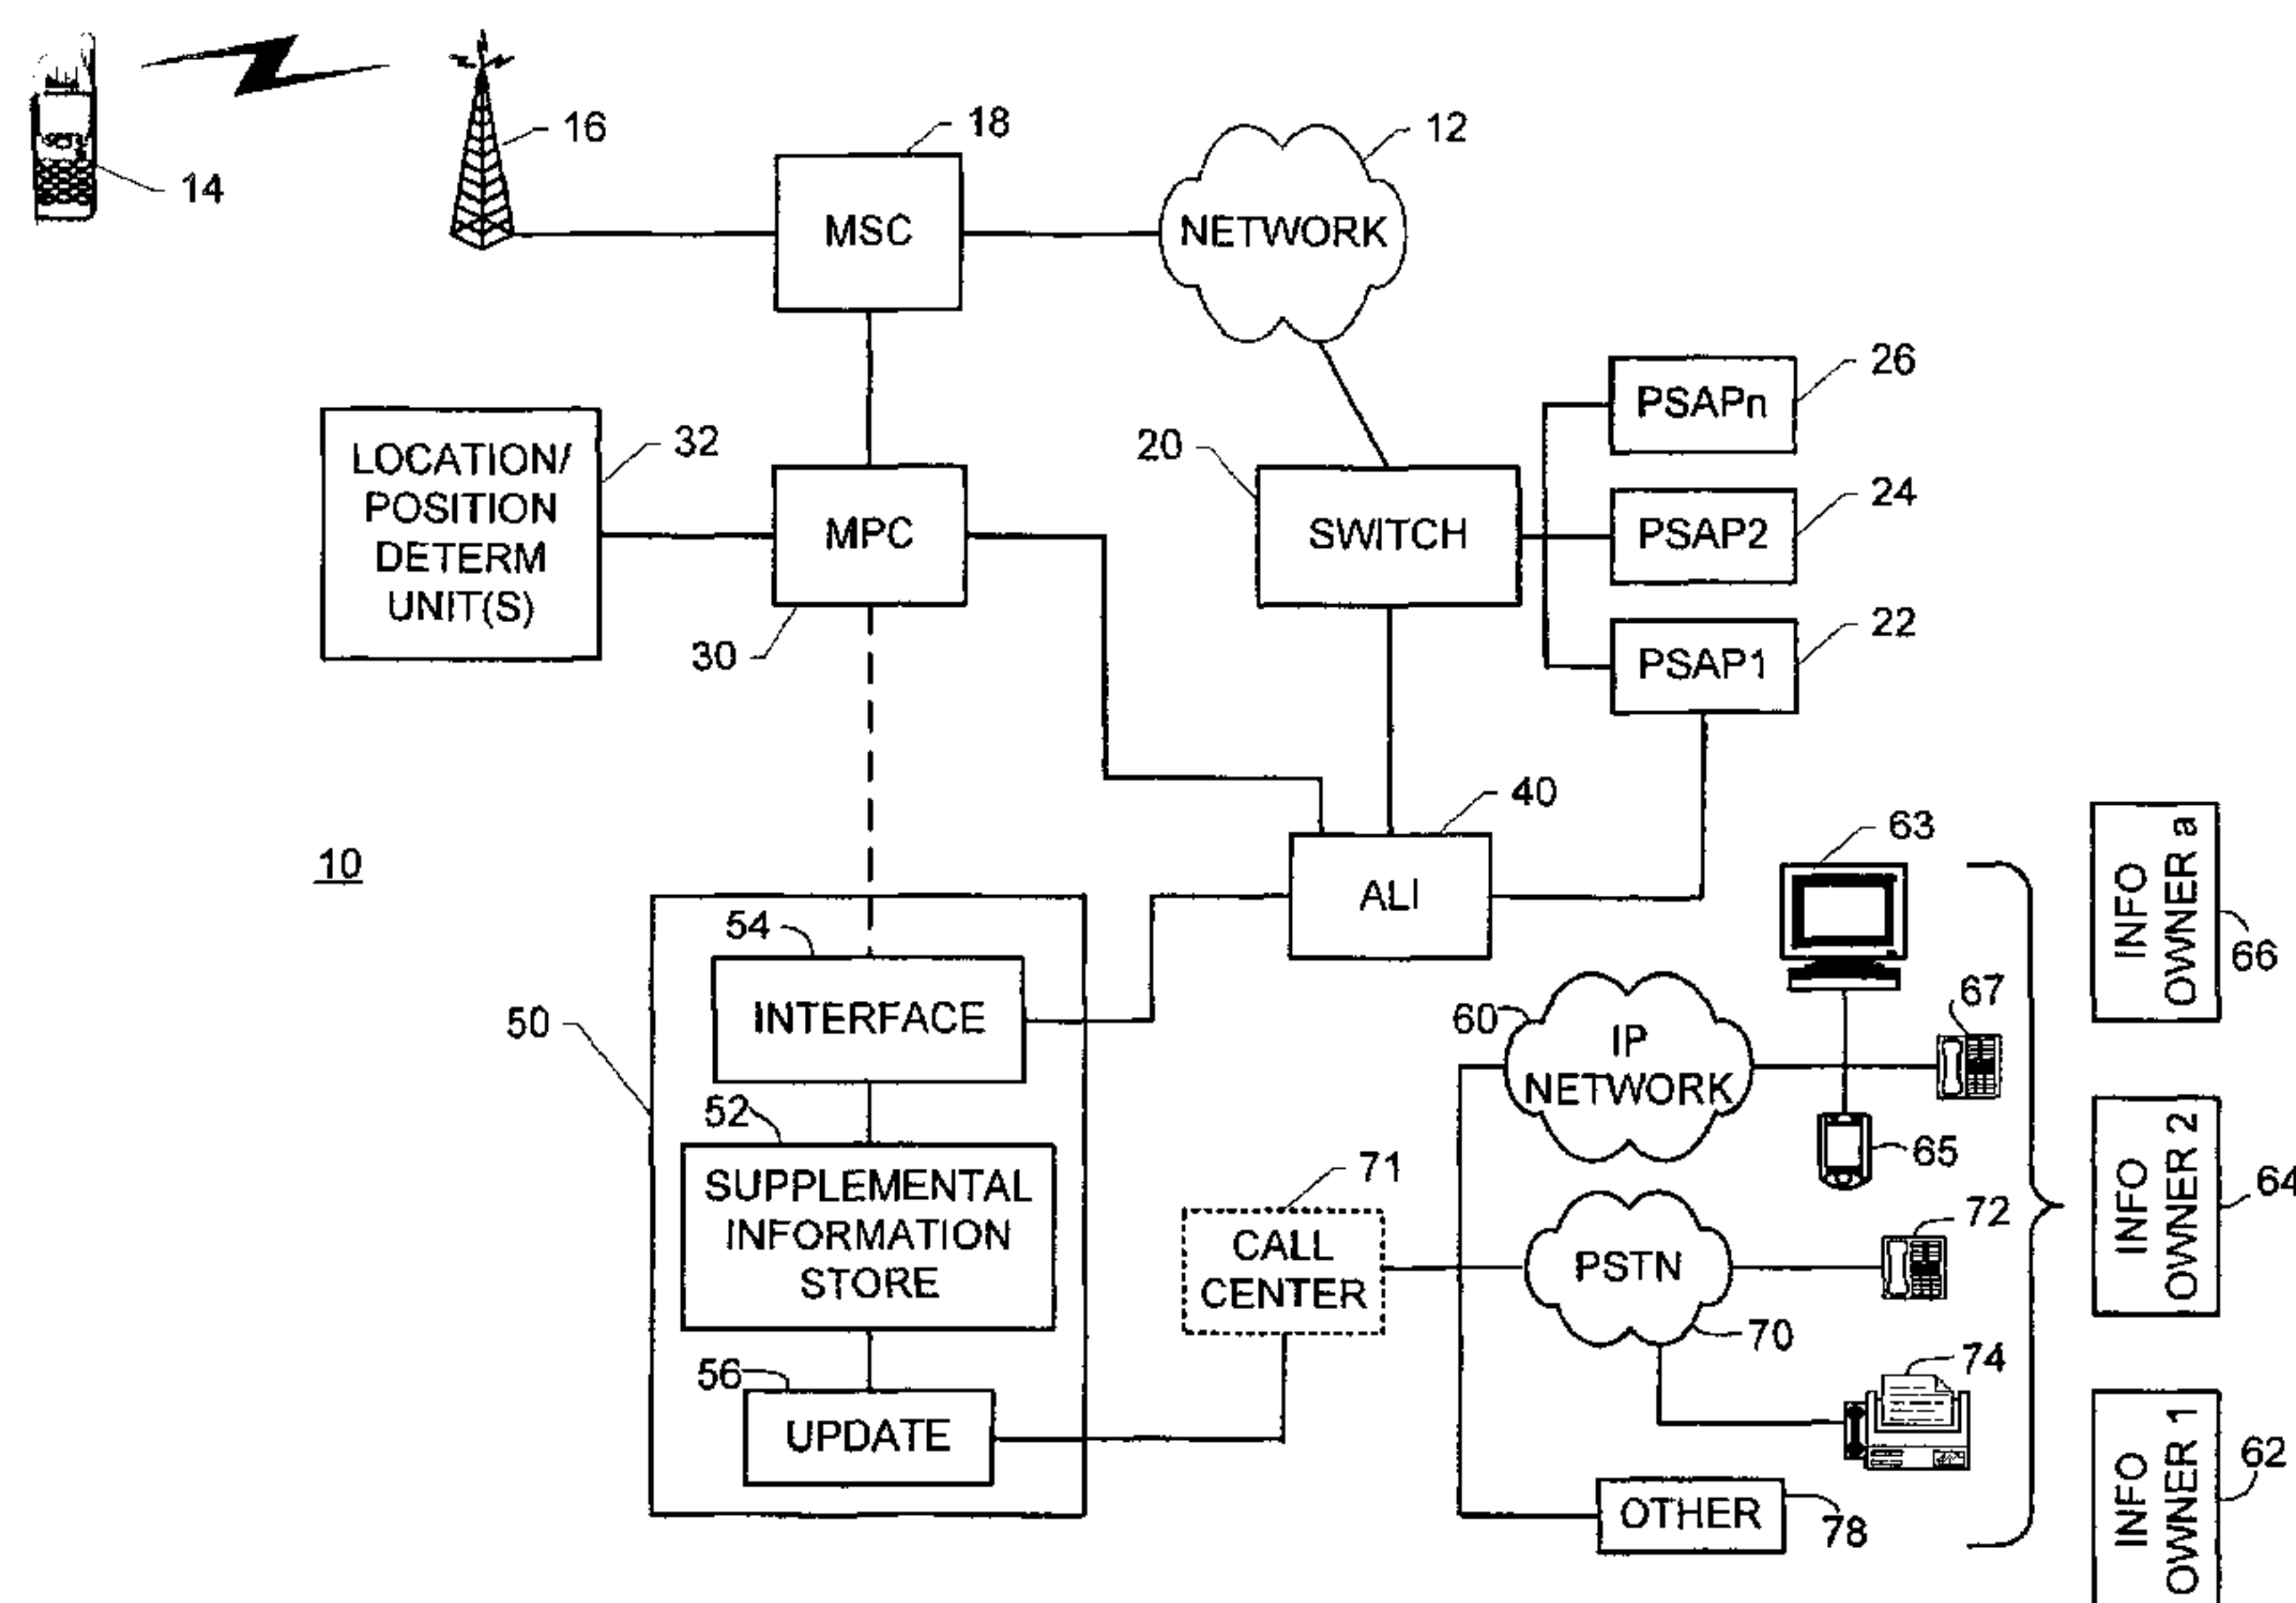 18
12
16
14
MSC
NETWORK
26
PSAPn
32
20
24
LOCATION/
POSITION
DETERM
UNIT(S)
MPC
SWITCH
PSAP2
30
22
PSAP1
40
63
10
ALI
INFO
OWNER a
66
54
50
INTERFACE
60
IP
NETWORK
67
65
52
SUPPLEMENTAL
INFORMATION
STORE
71
CALL
CENTER
PSTN
72
70
INFO
OWNER 2
64
56
UPDATE
74
OTHER
78
INFO
OWNER 1
62